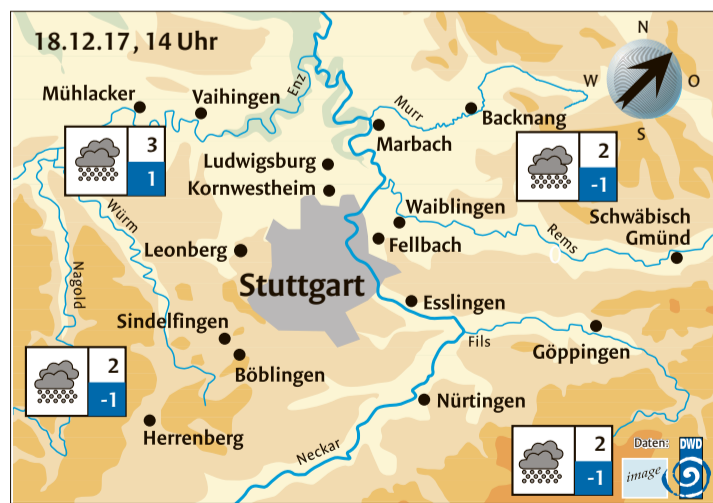 18.12.17, 14 Uhr
N
W
O
S
Enz
Mühlacker
Vaihingen
Murr
Backnang
Marbach
3
1
2
-1
Ludwigsburg
Kornwestheim
Würm
Waiblingen
Rems
Schwäbisch
Gmünd
Fellbach
0
Leonberg
Nagold
Stuttgart
Esslingen
Sindelfingen
Fils
Göppingen
2
-1
Böblingen
Nürtingen
Herrenberg
Neckar
2
-1
Daten:
DWD
image